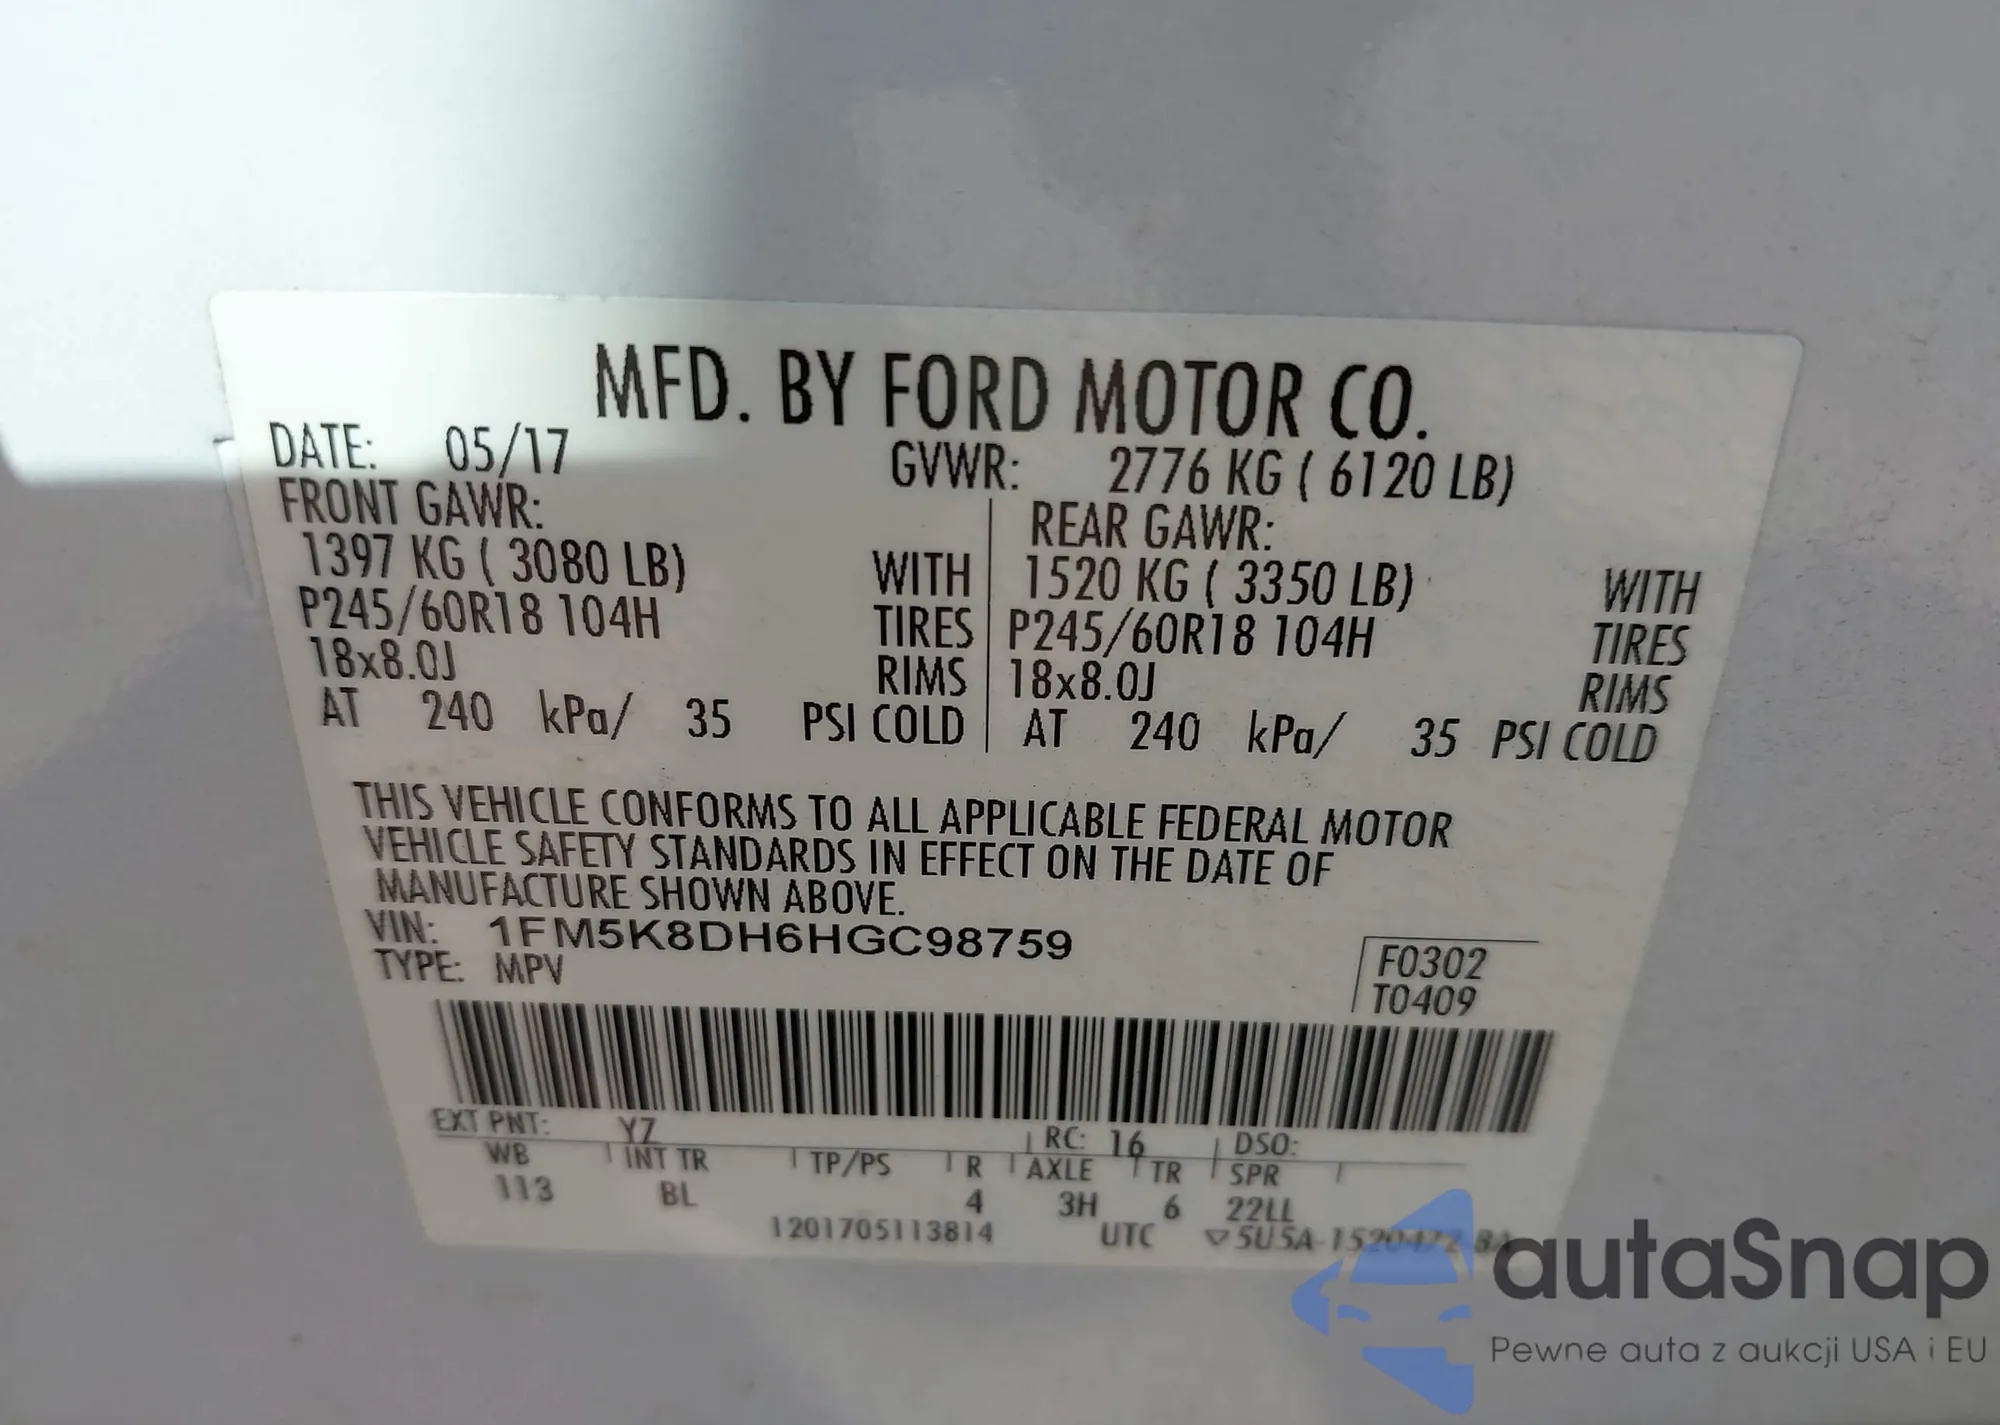 MFD. BY FORD MOTOR CO.
DATE: 05/17 GVWR: 2776 KG ( 6120 LB)
FRONT GAWR: REAR GAWR:
1397 KG ( 3080 LB) WITH 1520 KG ( 3350 LB) WITH
P245/60R18 104H TIRES P245/60R18 104H TIRES
18x8.0J RIMS 18x8.0J RIMS
AT 240 kPa/ 35 PSI COLD AT 240 kPa/ 35 PSI COLD
THIS VEHICLE CONFORMS TO ALL APPLICABLE FEDERAL MOTOR
VEHICLE SAFETY STANDARDS IN EFFECT ON THE DATE OF
MANUFACTURE SHOWN ABOVE.
VIN: 1FM5K8DH6HGC98759
TYPE: MPV
F0302
T0409
EXT PNT: YZ RC: 16 DSO:
WB INT TR TP/PS R AXLE TR SPR
113 BL 4 3H 6 22LL
1201705113814 UTC
autaSnap
Pewne auta z aukcji USA i EU